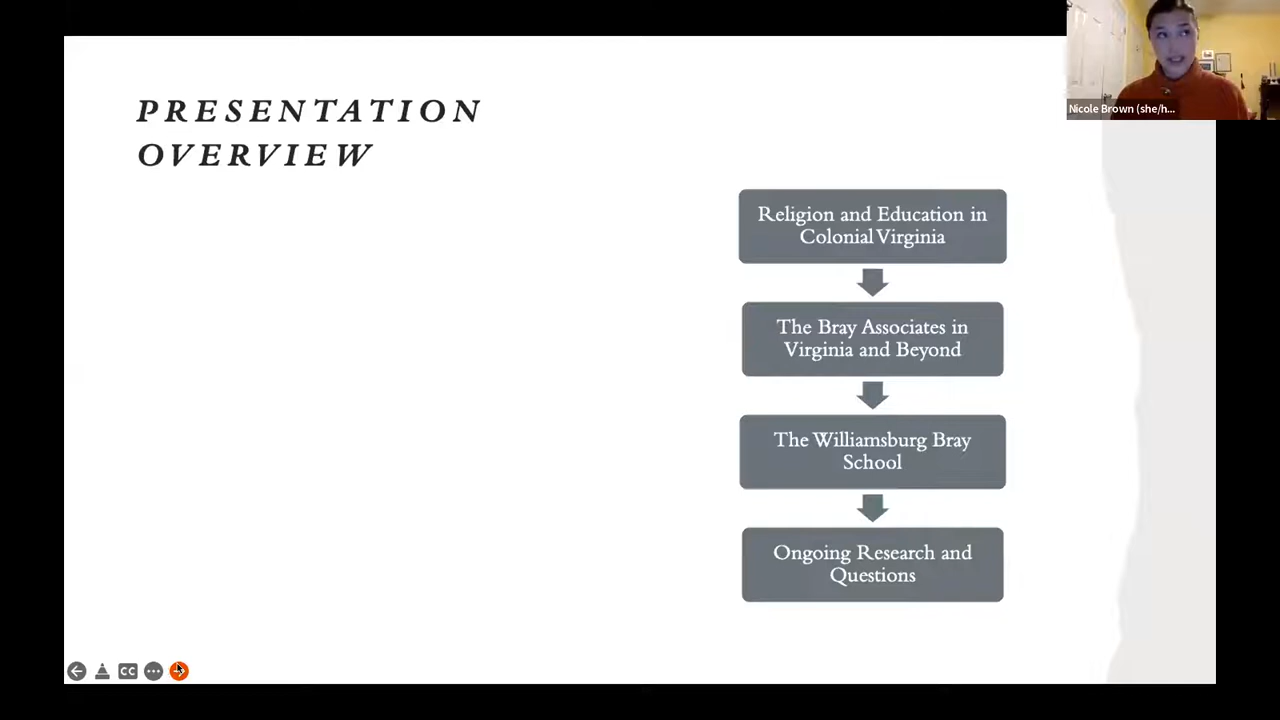 PRESENTATION
OVERVIEW
Nicole Brown (she/h...
Religion and Education in
Colonial Virginia
The Bray Associates in
Virginia and Beyond
The Williamsburg Bray
School
Ongoing Research and
Questions
CC